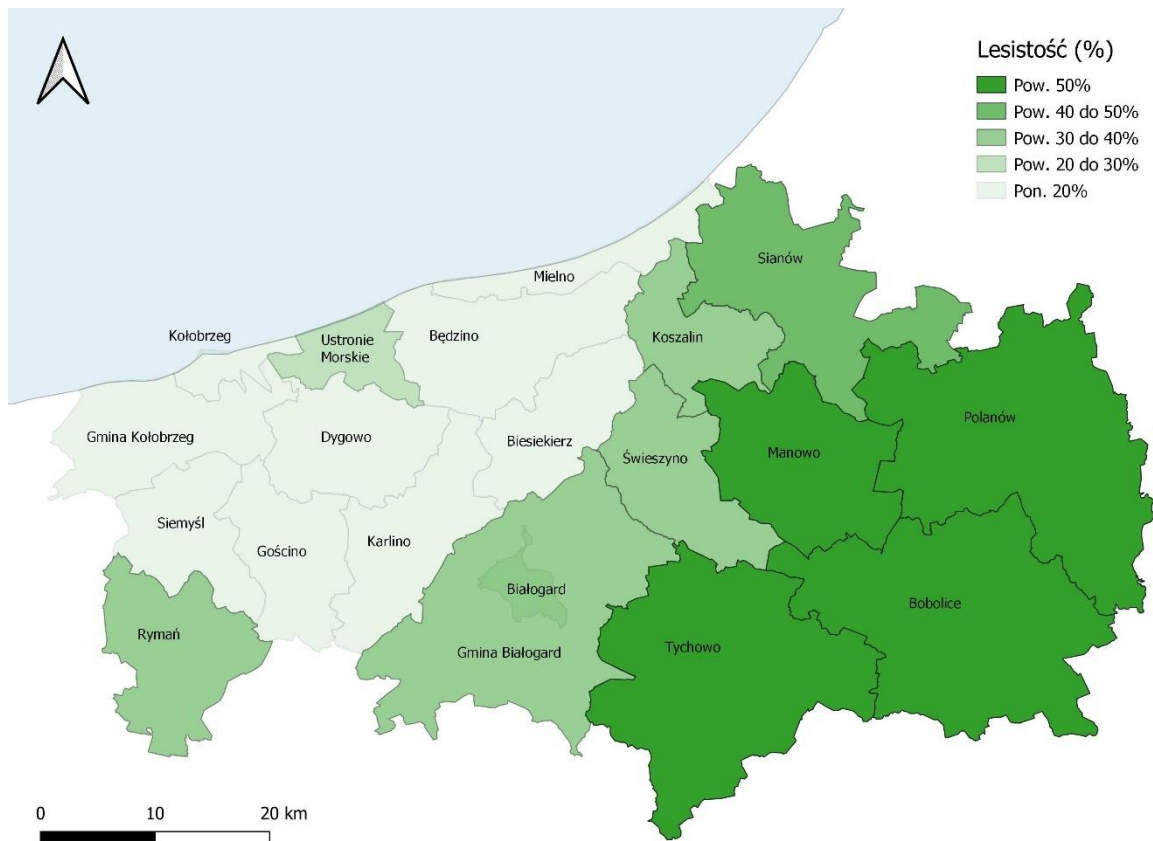 Lesistość (%)
Pow. 50%
Pow. 40 do 50%
Pow. 30 do 40%
Pow. 20 do 30%
Pon. 20%
Sianów
Mielno
Kołobrzeg
Ustronie
Morskie
Będzino
Koszalin
Polanów
Gmina Kołobrzeg
Dygowo
Biesiekierz
Świeszyno
Manowo
Siemyśl
Gościno
Karlino
Białogard
Bobolice
Rymań
Gmina Białogard
Tychowo
0 10 20 km